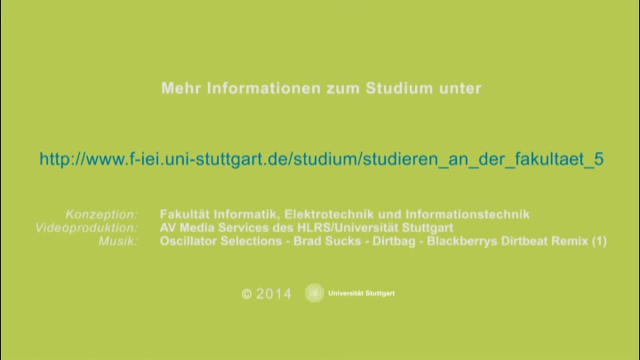 Mehr Informationen zum Studium unter
http://www.f-iei.uni-stuttgart.de/studium/studieren_an_der_fakultaet_5
Konzeption: Fakultät Informatik, Elektrotechnik und Informationstechnik
Videoproduktion: AV Media Services des HLRS/Universität Stuttgart
Musik: Oscillator Selections - Brad Sucks - Dirtbag - Blackberrys Dirtbeat Remix (1)
© 2014 Universität Stuttgart